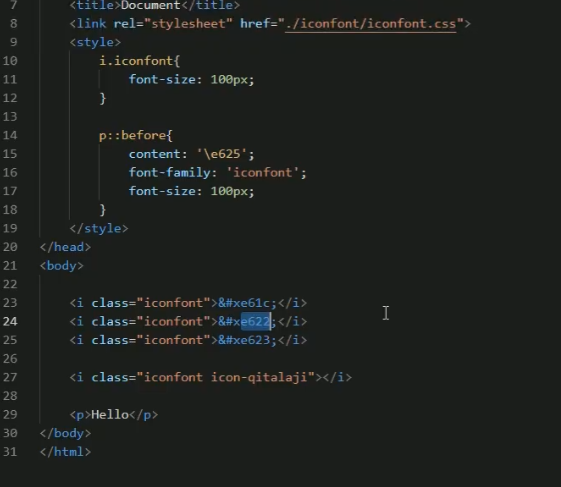 7 <title>Document</title>
8 <link rel="stylesheet" href="./iconfont/iconfont.css">
9 <style>
10 i.iconfont{
11 font-size: 100px;
12 }
13
14 p::before{
15 content: '\e625';
16 font-family: 'iconfont';
17 font-size: 100px;
18 }
19 </style>
20 </head>
21 <body>
22
23 <i class="iconfont">&#xe61c;</i>
24 <i class="iconfont">&#xe622;</i>
25 <i class="iconfont">&#xe623;</i>
26
27 <i class="iconfont icon-qitalaji"></i>
28
29 <p>Hello</p>
30 </body>
31 </html>